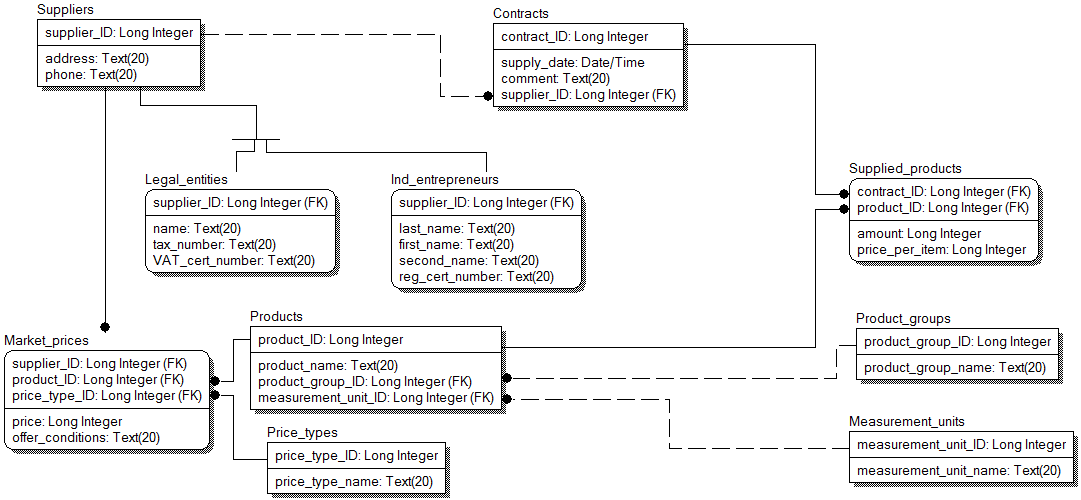 Suppliers
supplier_ID: Long Integer
address: Text(20)
phone: Text(20)
Contracts
contract_ID: Long Integer
supply_date: Date/Time
comment: Text(20)
supplier_ID: Long Integer (FK)
Legal_entities
supplier_ID: Long Integer (FK)
name: Text(20)
tax_number: Text(20)
VAT_cert_number: Text(20)
Ind_entrepreneurs
supplier_ID: Long Integer (FK)
last_name: Text(20)
first_name: Text(20)
second_name: Text(20)
reg_cert_number: Text(20)
Supplied_products
contract_ID: Long Integer (FK)
product_ID: Long Integer (FK)
amount: Long Integer
price_per_item: Long Integer
Market_prices
supplier_ID: Long Integer (FK)
product_ID: Long Integer (FK)
price_type_ID: Long Integer (FK)
price: Long Integer
offer_conditions: Text(20)
Products
product_ID: Long Integer
product_name: Text(20)
product_group_ID: Long Integer (FK)
measurement_unit_ID: Long Integer (FK)
Product_groups
product_group_ID: Long Integer
product_group_name: Text(20)
Price_types
price_type_ID: Long Integer
price_type_name: Text(20)
Measurement_units
measurement_unit_ID: Long Integer
measurement_unit_name: Text(20)